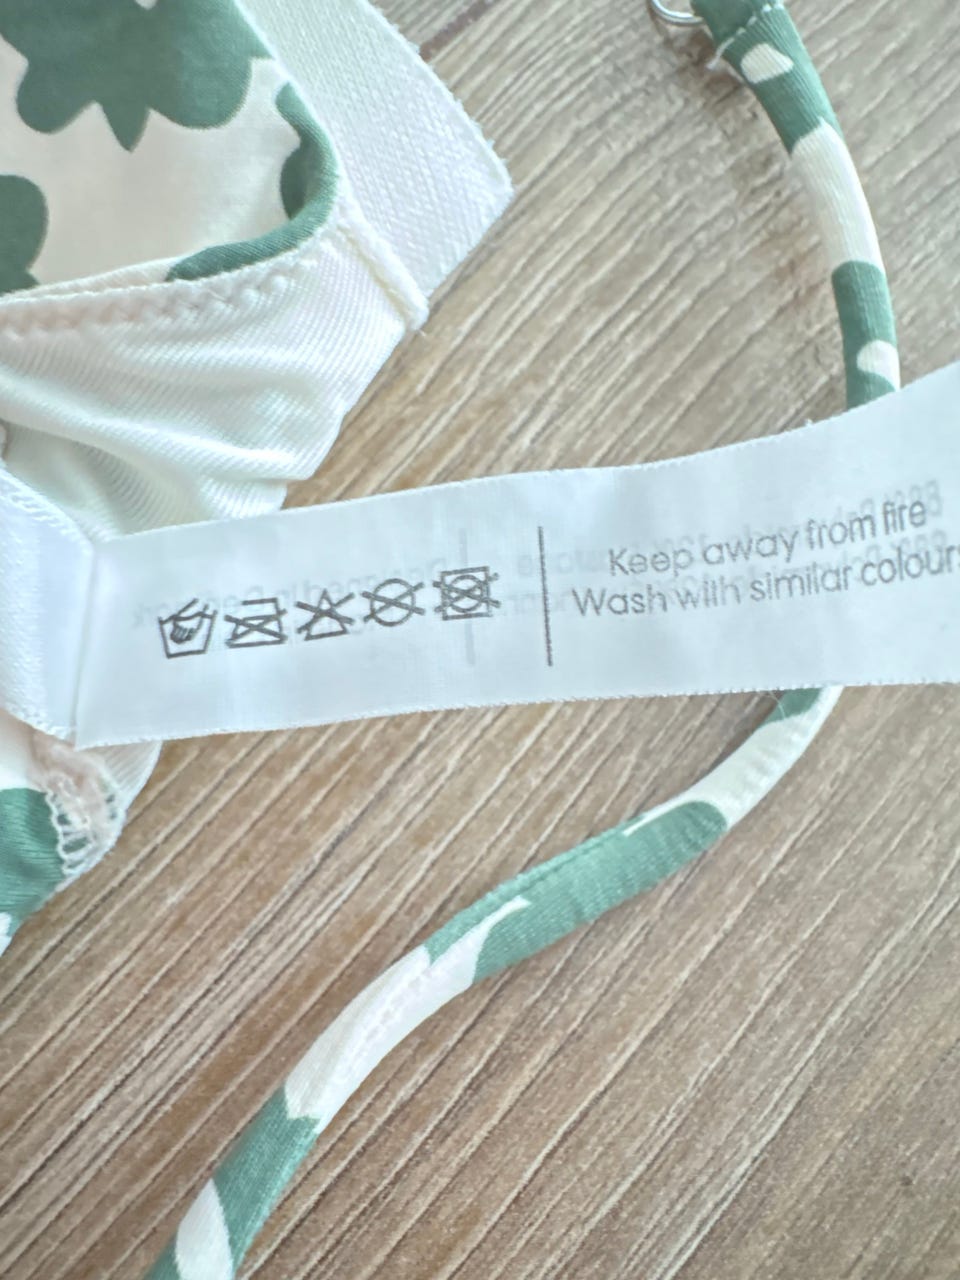 Keep away from fire
Wash with similar colours